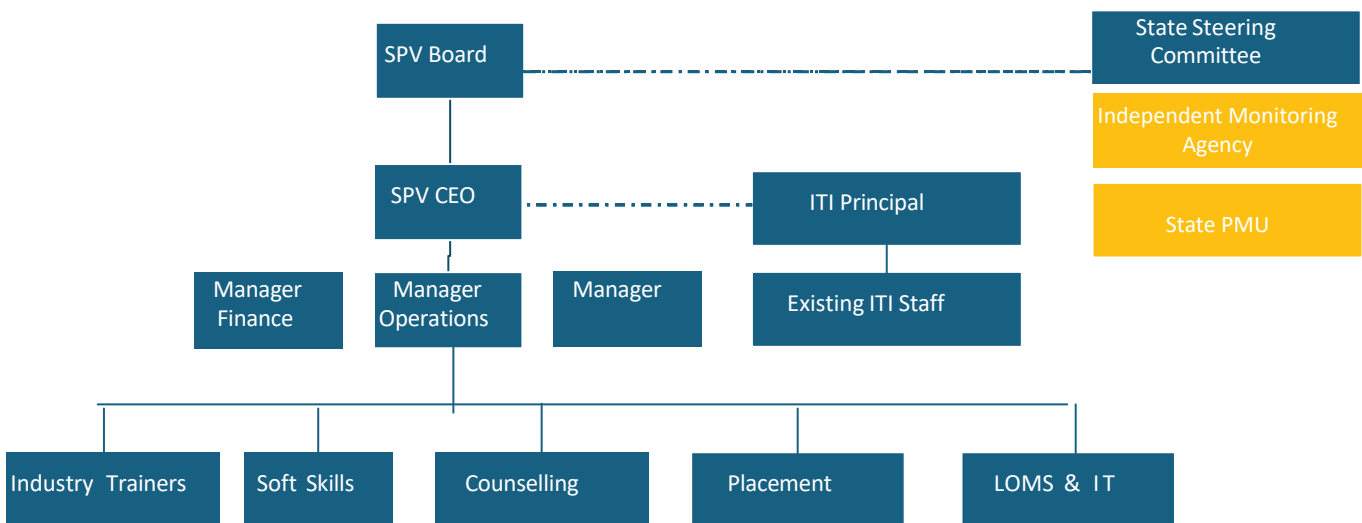 SPV Board
State Steering
Committee
Independent Monitoring
Agency
SPV CEO
ITI Principal
State PMU
Manager
Finance
Manager
Operations
Manager
Existing ITI Staff
Industry Trainers
Soft Skills
Counselling
Placement
LOMS & IT